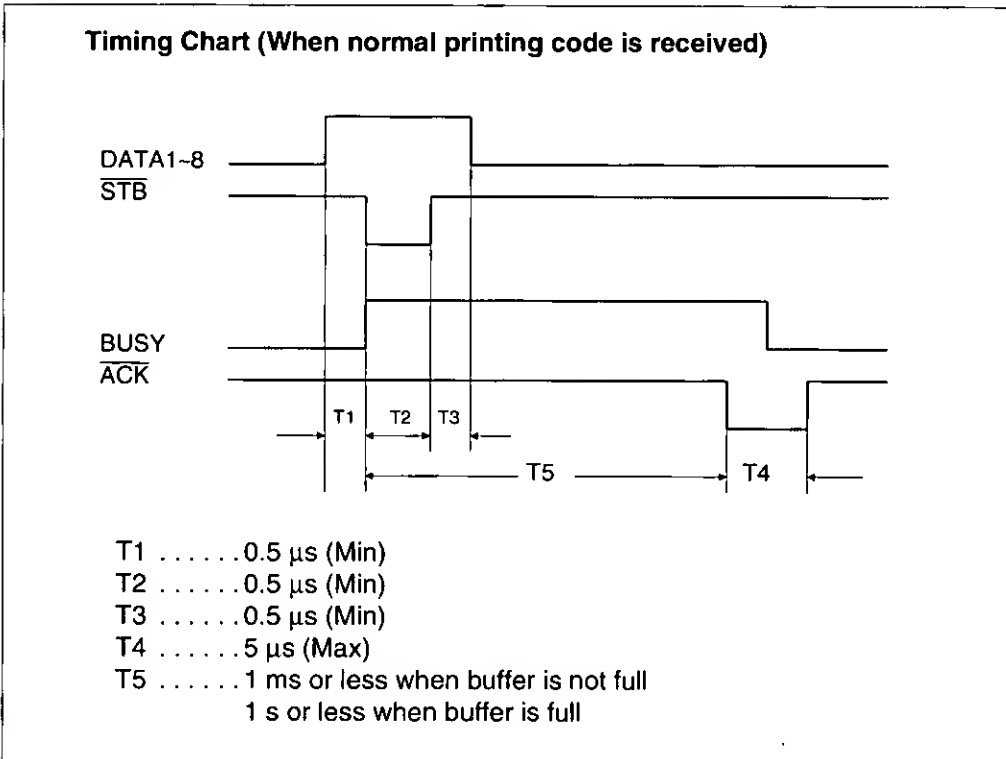 Timing Chart (When normal printing code is received)
DATA1~8
STB
BUSY
ACK
T1 T2 T3
T5 T4
T1 . . . . . . 0.5 µs (Min)
T2 . . . . . . 0.5 µs (Min)
T3 . . . . . . 0.5 µs (Min)
T4 . . . . . . 5 µs (Max)
T5 . . . . . . 1 ms or less when buffer is not full
1 s or less when buffer is full